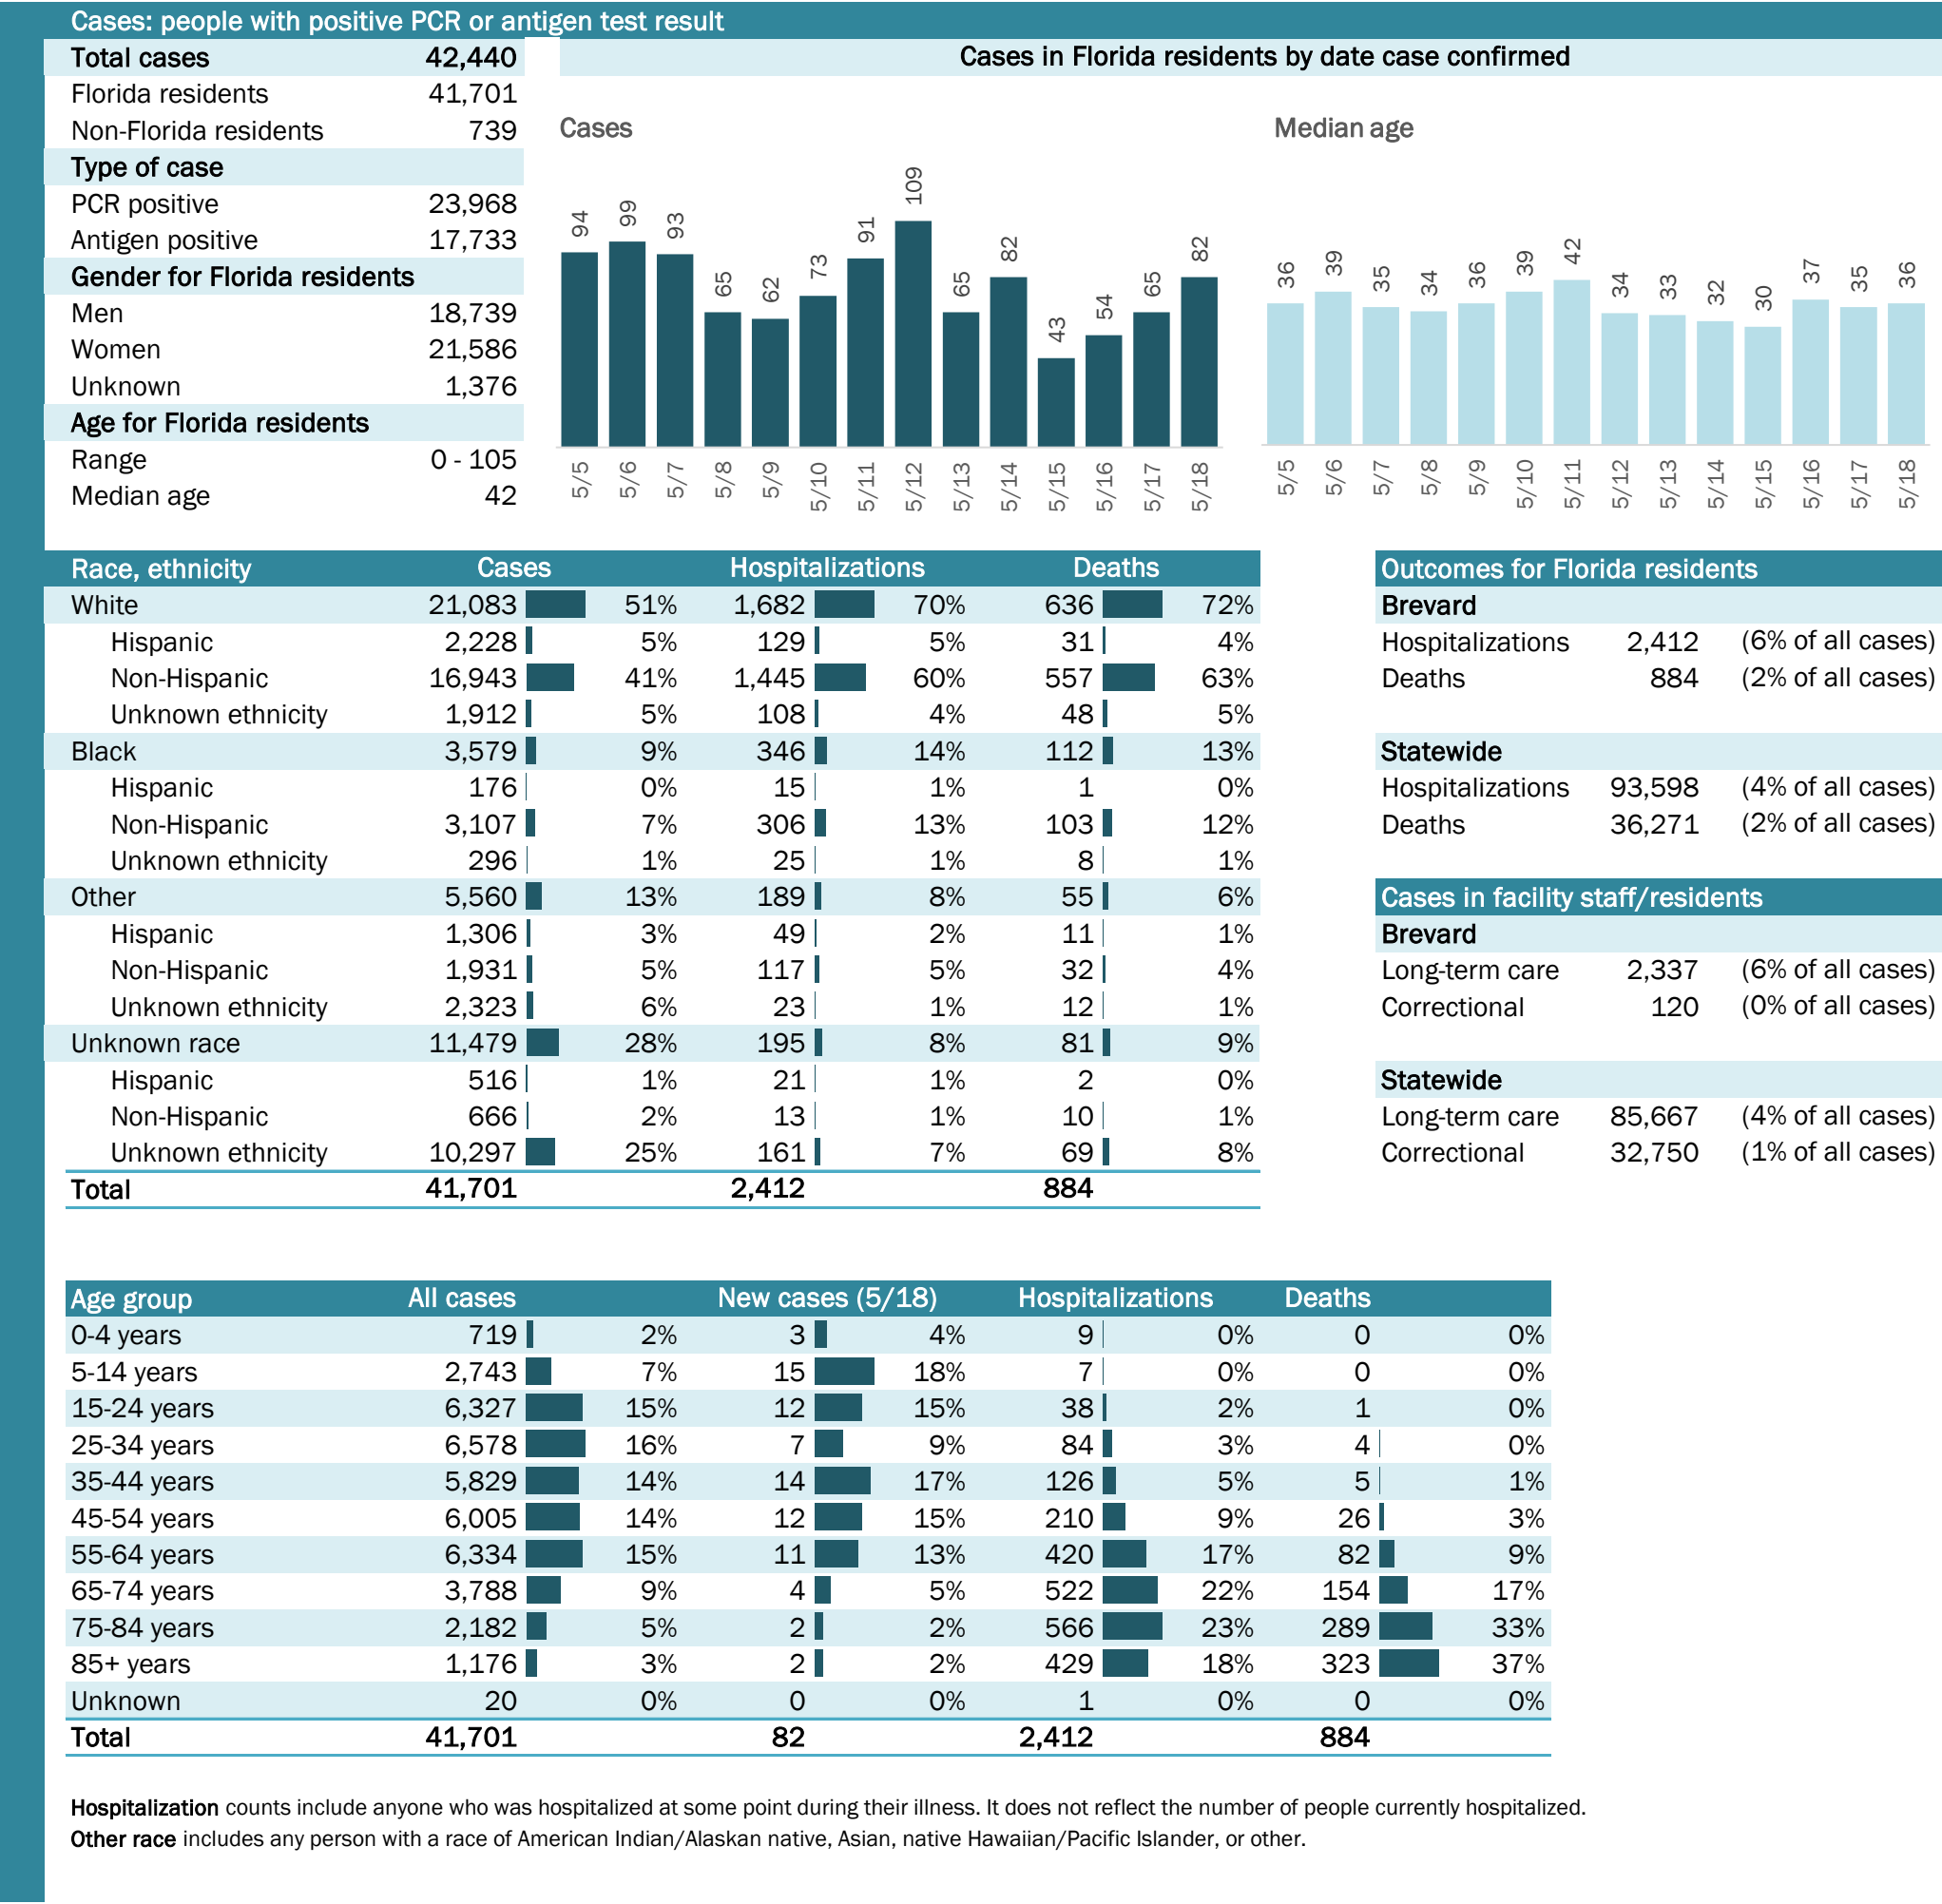 Cases: people with positive PCR or antigen test result
Total cases 42,440
Florida residents 41,701
Non-Florida residents 739
Type of case
PCR positive 23,968
Antigen positive 17,733
Gender for Florida residents
Men 18,739
Women 21,586
Unknown 1,376
Age for Florida residents
Range 0 - 105
Median age 42
Cases in Florida residents by date case confirmed
Cases
94 99 93 65 62 73 91 109 65 82 43 54 65 82
5/5 5/6 5/7 5/8 5/9 5/10 5/11 5/12 5/13 5/14 5/15 5/16 5/17 5/18
Median age
36 39 35 34 36 39 42 34 33 32 30 37 35 36
5/5 5/6 5/7 5/8 5/9 5/10 5/11 5/12 5/13 5/14 5/15 5/16 5/17 5/18
Race, ethnicity Cases Hospitalizations Deaths
White 21,083 51% 1,682 70% 636 72%
Hispanic 2,228 5% 129 5% 31 4%
Non-Hispanic 16,943 41% 1,445 60% 557 63%
Unknown ethnicity 1,912 5% 108 4% 48 5%
Black 3,579 9% 346 14% 112 13%
Hispanic 176 0% 15 1% 1 0%
Non-Hispanic 3,107 7% 306 13% 103 12%
Unknown ethnicity 296 1% 25 1% 8 1%
Other 5,560 13% 189 8% 55 6%
Hispanic 1,306 3% 49 2% 11 1%
Non-Hispanic 1,931 5% 117 5% 32 4%
Unknown ethnicity 2,323 6% 23 1% 12 1%
Unknown race 11,479 28% 195 8% 81 9%
Hispanic 516 1% 21 1% 2 0%
Non-Hispanic 666 2% 13 1% 10 1%
Unknown ethnicity 10,297 25% 161 7% 69 8%
Total 41,701 2,412 884
Outcomes for Florida residents
Brevard
Hospitalizations 2,412 (6% of all cases)
Deaths 884 (2% of all cases)
Statewide
Hospitalizations 93,598 (4% of all cases)
Deaths 36,271 (2% of all cases)
Cases in facility staff/residents
Brevard
Long-term care 2,337 (6% of all cases)
Correctional 120 (0% of all cases)
Statewide
Long-term care 85,667 (4% of all cases)
Correctional 32,750 (1% of all cases)
Age group All cases New cases (5/18) Hospitalizations Deaths
0-4 years 719 2% 3 4% 9 0% 0 0%
5-14 years 2,743 7% 15 18% 7 0% 0 0%
15-24 years 6,327 15% 12 15% 38 2% 1 0%
25-34 years 6,578 16% 7 9% 84 3% 4 0%
35-44 years 5,829 14% 14 17% 126 5% 5 1%
45-54 years 6,005 14% 12 15% 210 9% 26 3%
55-64 years 6,334 15% 11 13% 420 17% 82 9%
65-74 years 3,788 9% 4 5% 522 22% 154 17%
75-84 years 2,182 5% 2 2% 566 23% 289 33%
85+ years 1,176 3% 2 2% 429 18% 323 37%
Unknown 20 0% 0 0% 1 0% 0 0%
Total 41,701 82 2,412 884
Hospitalization counts include anyone who was hospitalized at some point during their illness. It does not reflect the number of people currently hospitalized.
Other race includes any person with a race of American Indian/Alaskan native, Asian, native Hawaiian/Pacific Islander, or other.